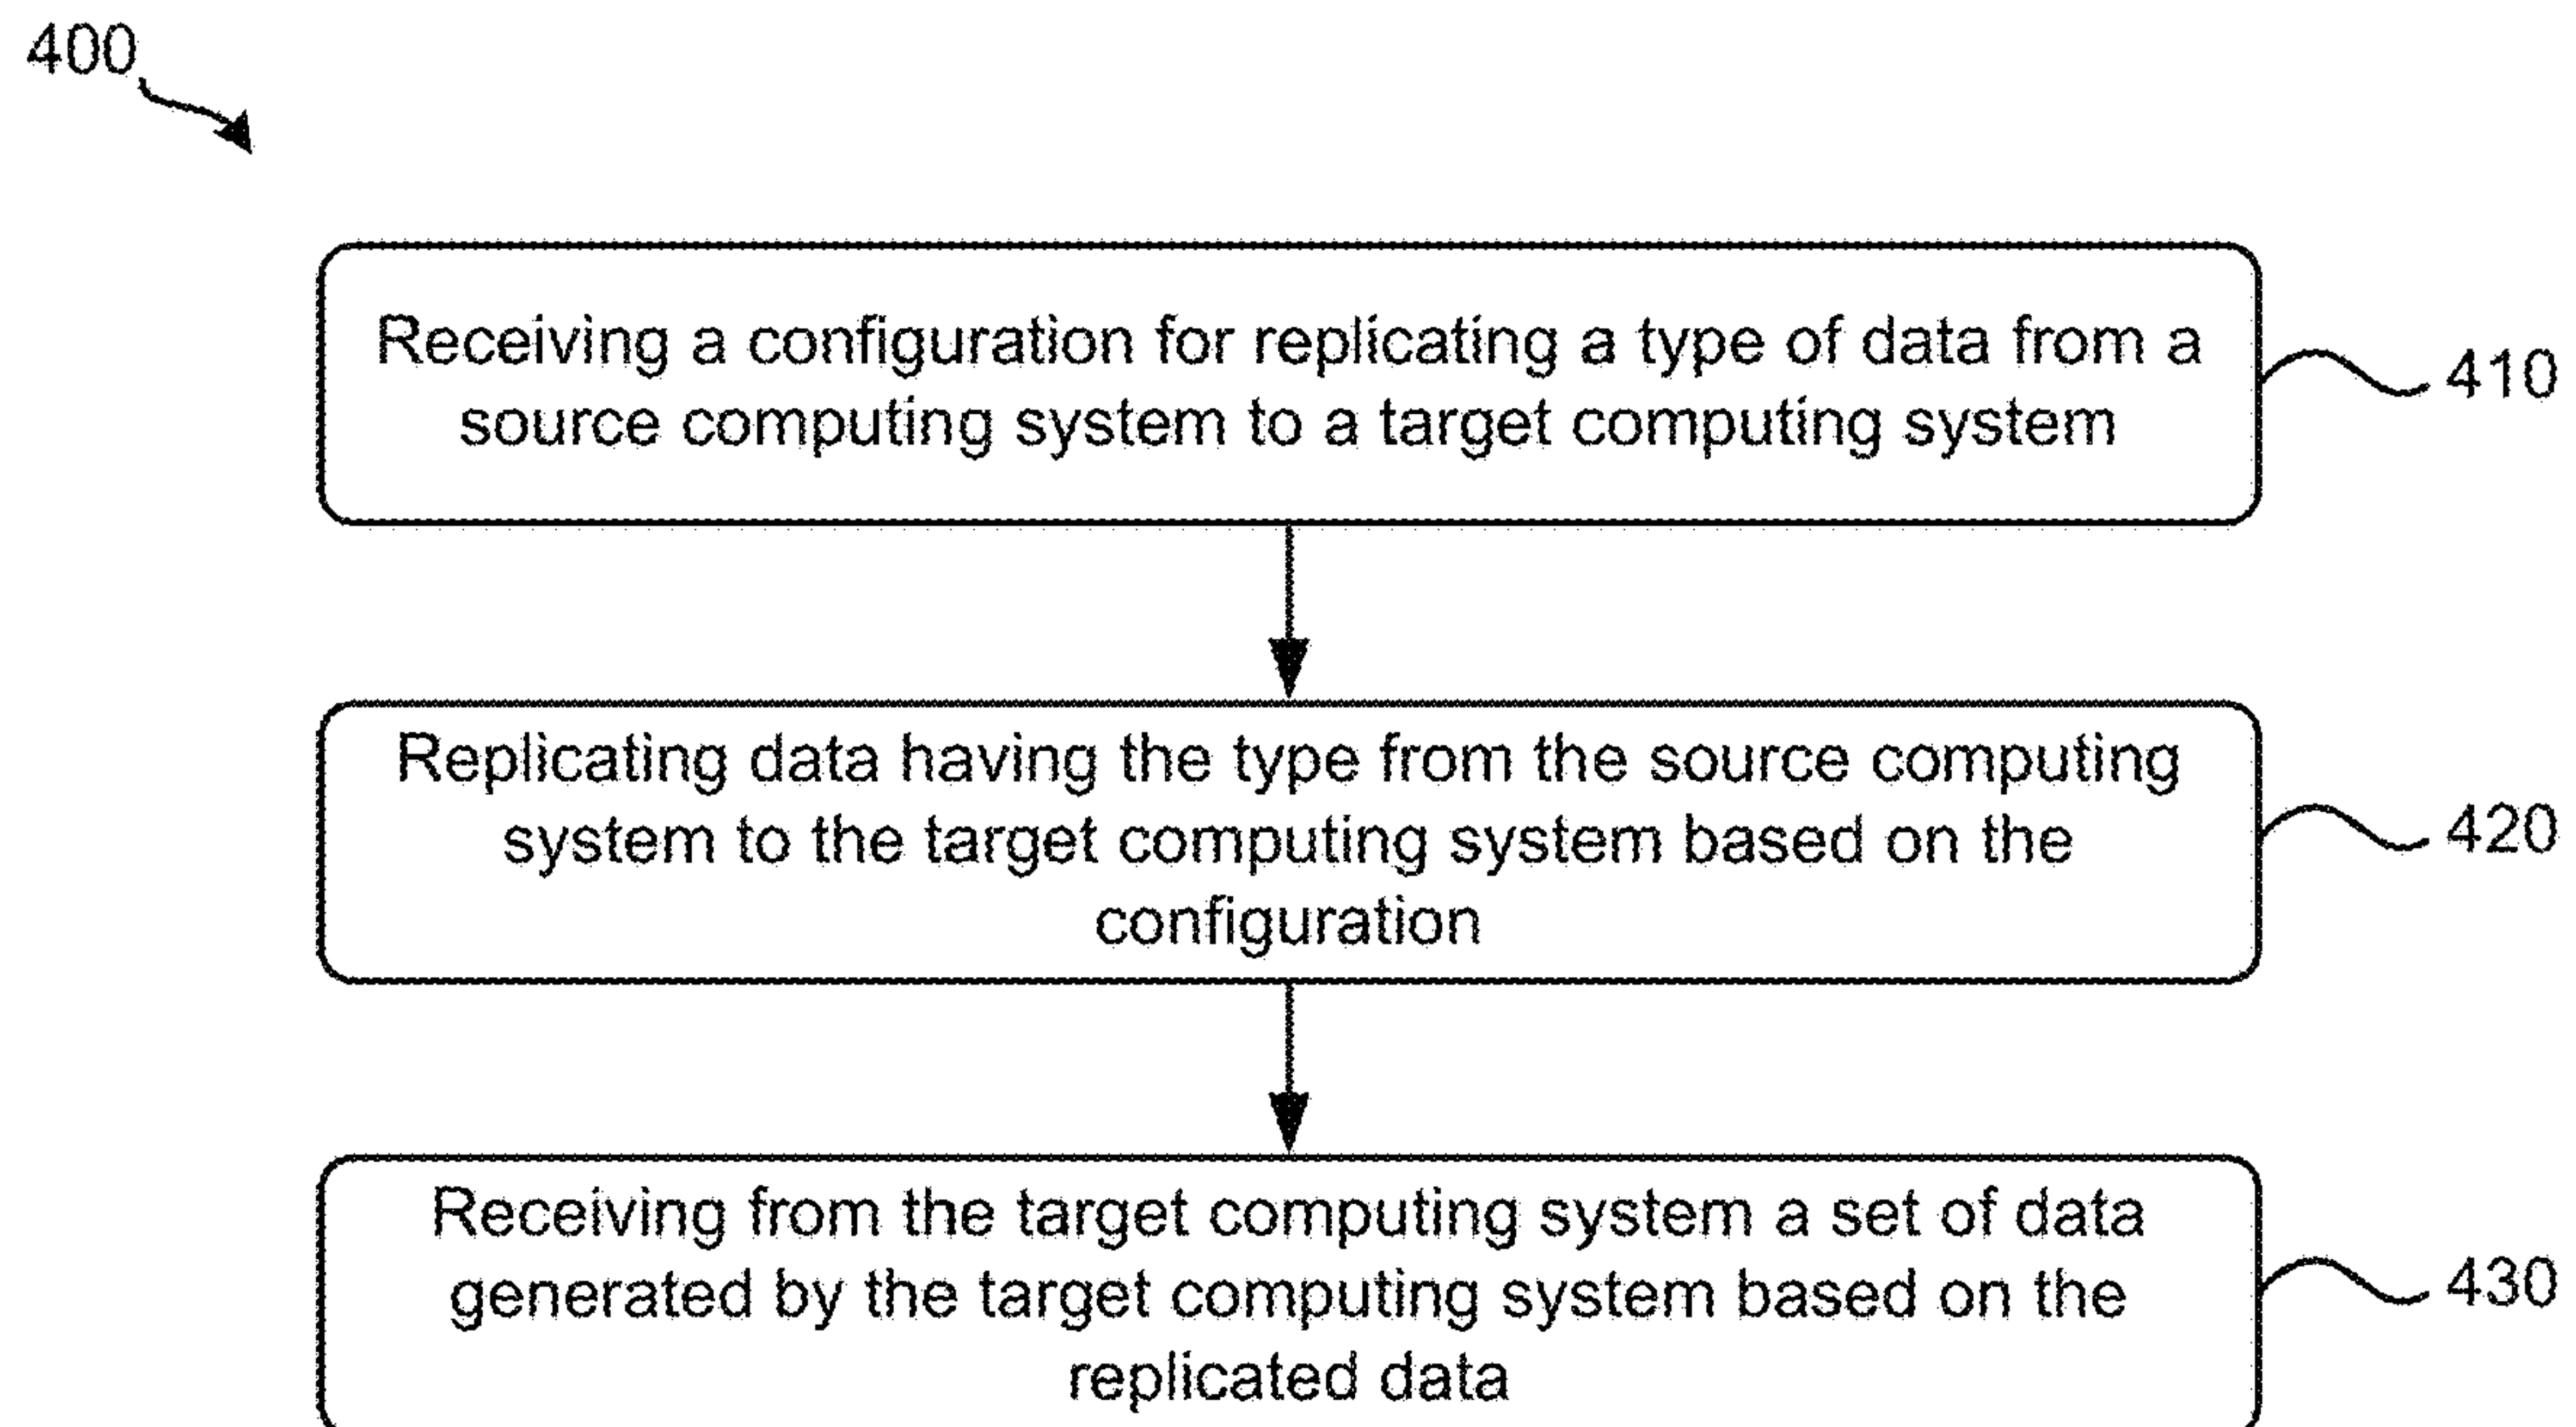 400
Receiving a configuration for replicating a type of data from a
source computing system to a target computing system
410
Replicating data having the type from the source computing
system to the target computing system based on the
configuration
420
Receiving from the target computing system a set of data
generated by the target computing system based on the
replicated data
430